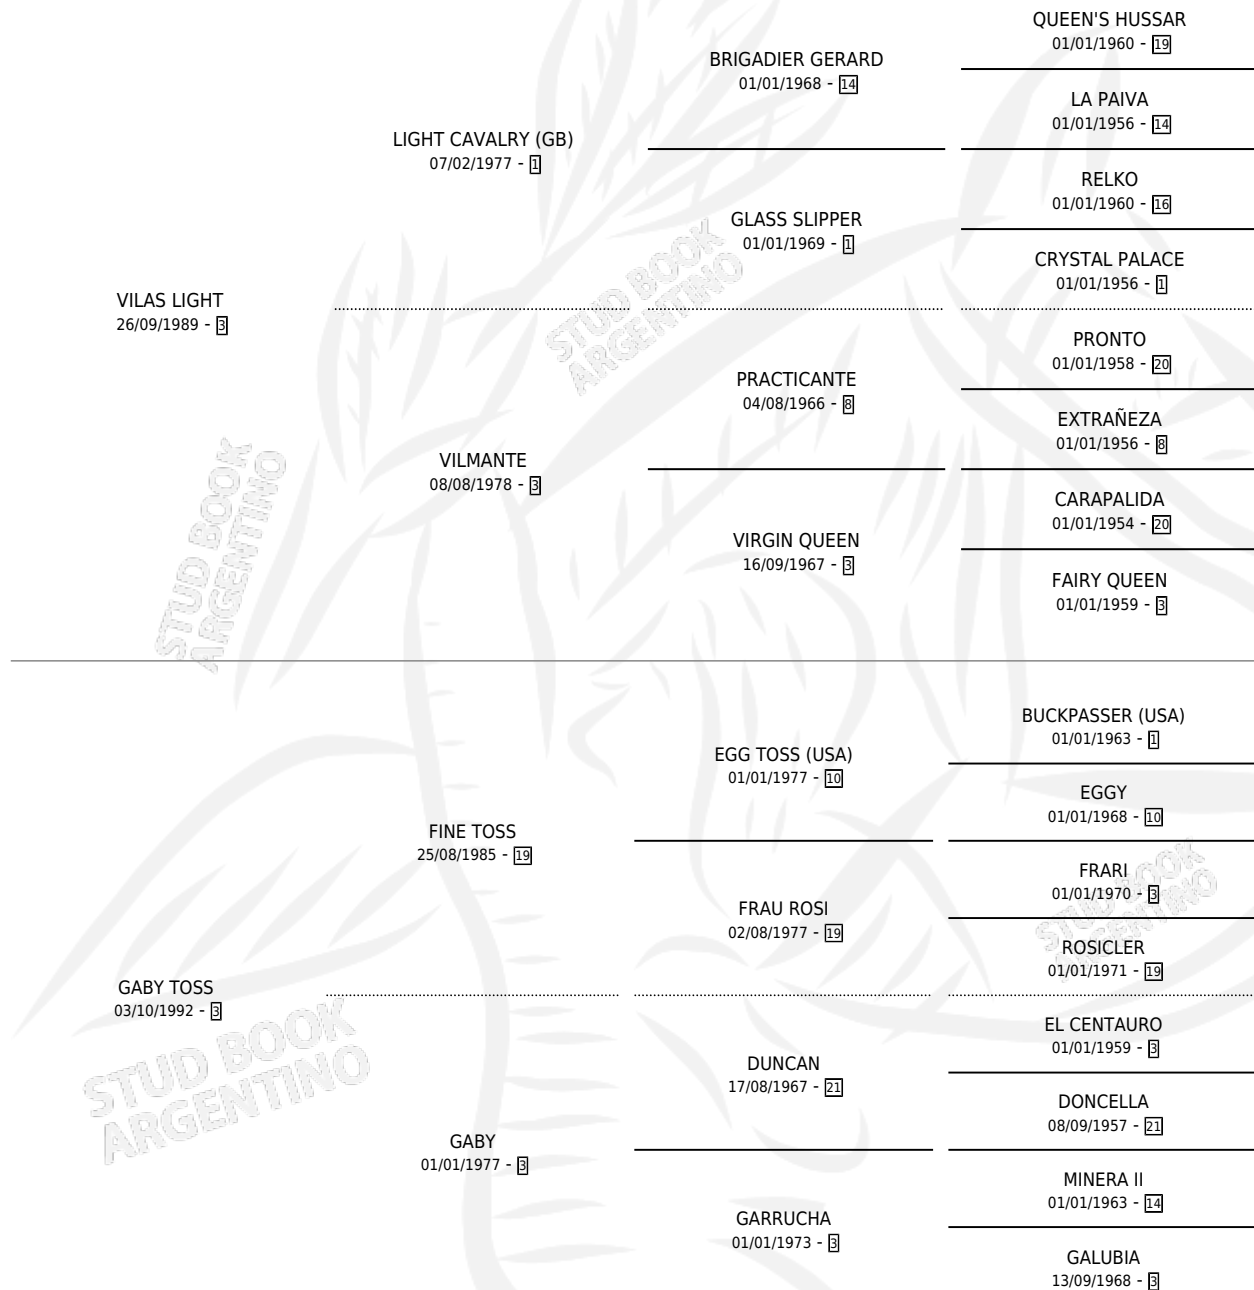 QUEEN'S HUSSAR
01/01/1960 - 19
BRIGADIER GERARD
01/01/1968 - 14
LA PAIVA
01/01/1956 - 14
LIGHT CAVALRY (GB)
07/02/1977 - 1
RELKO
01/01/1960 - 16
GLASS SLIPPER
01/01/1969 - 1
CRYSTAL PALACE
01/01/1956 - 1
VILAS LIGHT
26/09/1989 - 3
PRONTO
01/01/1958 - 20
PRACTICANTE
04/08/1966 - 8
EXTRAÑEZA
01/01/1956 - 8
VILMANTE
08/08/1978 - 3
CARAPALIDA
01/01/1954 - 20
VIRGIN QUEEN
16/09/1967 - 3
FAIRY QUEEN
01/01/1959 - 3
BUCKPASSER (USA)
01/01/1963 - 1
EGG TOSS (USA)
01/01/1977 - 10
EGGY
01/01/1968 - 10
FINE TOSS
25/08/1985 - 19
FRARI
01/01/1970 - 3
FRAU ROSI
02/08/1977 - 19
ROSICLER
01/01/1971 - 19
GABY TOSS
03/10/1992 - 3
EL CENTAURO
01/01/1959 - 3
DUNCAN
17/08/1967 - 21
DONCELLA
08/09/1957 - 21
GABY
01/01/1977 - 3
MINERA II
01/01/1963 - 14
GARRUCHA
01/01/1973 - 3
GALUBIA
13/09/1968 - 3
STUD BOOK
ARGENTINO
STUD BOOK
ARGENTINO
STUD BOOK
ARGENTINO
STUD BOOK
ARGENTINO